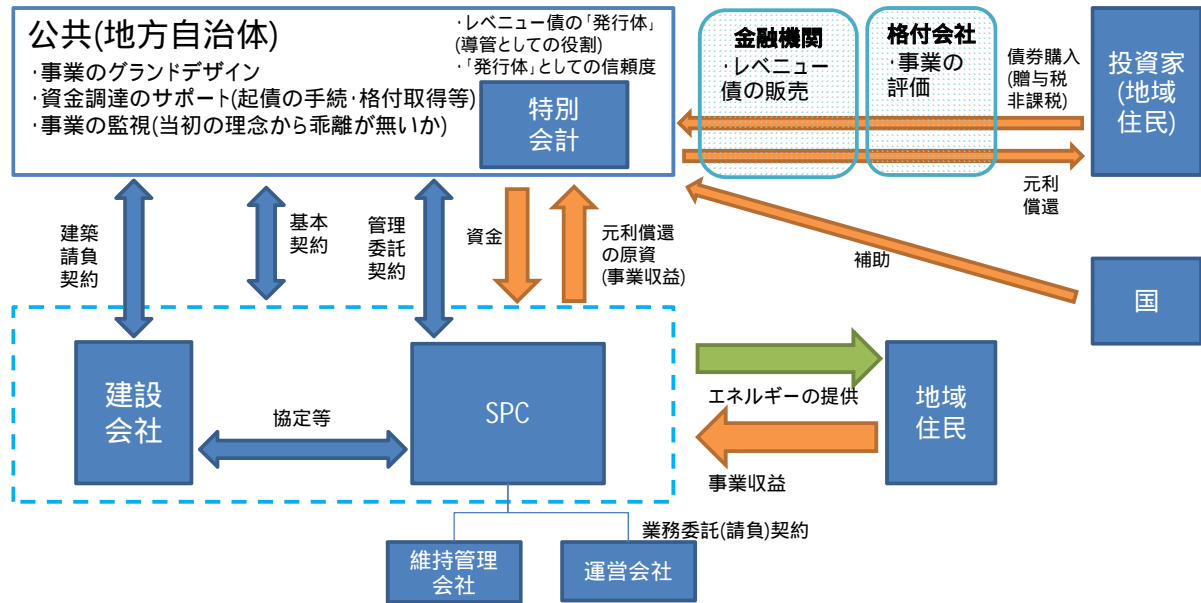 公共(地方自治体)
・事業のグランドデザイン
・資金調達のサポート(起債の手続・格付取得等)
・事業の監視(当初の理念から乖離が無いか)
・レベニュー債の「発行体」
(導管としての役割)
・「発行体」としての信頼度
特別
会計
金融機関
・レベニュー
債の販売
格付会社
・事業の
評価
債券購入
(贈与税
非課税)
投資家
(地域
住民)
元利
償還
建築
請負
契約
基本
契約
管理
委託
契約
資金
元利償還
の原資
(事業収益)
補助
国
建設
会社
協定等
SPC
エネルギーの提供
事業収益
地域
住民
業務委託(請負)契約
維持管理
会社
運営会社